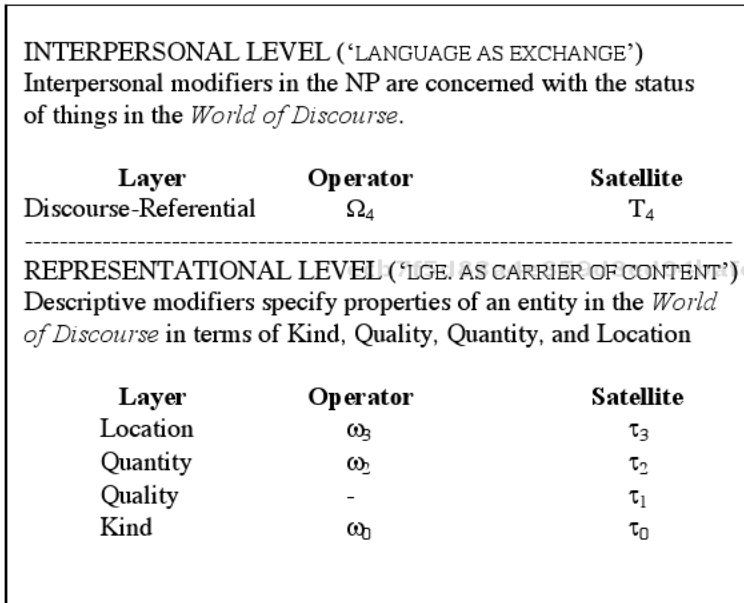 INTERPERSONAL LEVEL (‘LANGUAGE AS EXCHANGE’)
Interpersonal modifiers in the NP are concerned with the status
of things in the World of Discourse.
Layer Operator Satellite
Discourse-Referential Ω4 T4
--------------------------------------------------------------------------------
REPRESENTATIONAL LEVEL (‘LGE. AS CARRIER OF CONTENT’)
Descriptive modifiers specify properties of an entity in the World
of Discourse in terms of Kind, Quality, Quantity, and Location
Layer Operator Satellite
Location ω3 τ3
Quantity ω2 τ2
Quality - τ1
Kind ω0 τ0